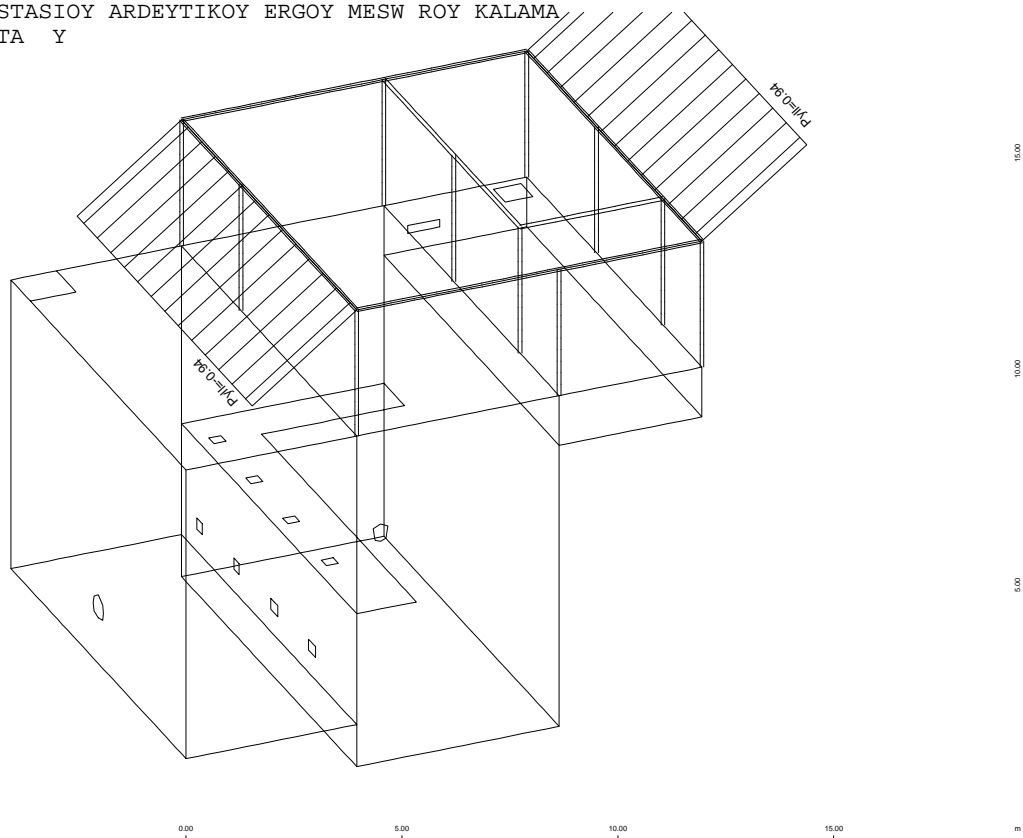 STASIOY ARDEYTIKOY ERGOY MESW ROY KALAMA
TA Y
Pyll=0.94
15.00
Pyll=-0.94
10.00
5.00
0.00 5.00 10.00 15.00 m